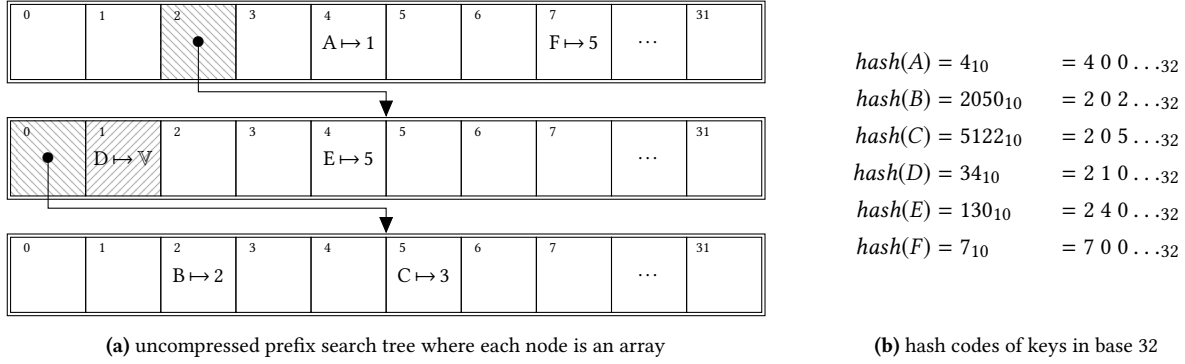 0 1 2 3 4 5 6 7 31
A ↦ 1 F ↦ 5 ⋯
0 1 2 3 4 5 6 7 31
D ↦ 𝕍 E ↦ 5 ⋯
0 1 2 3 4 5 6 7 31
B ↦ 2 C ↦ 3 ⋯
(a) uncompressed prefix search tree where each node is an array
hash(A) = 4₁₀ = 4 0 0 . . .₃₂
hash(B) = 2050₁₀ = 2 0 2 . . .₃₂
hash(C) = 5122₁₀ = 2 0 5 . . .₃₂
hash(D) = 34₁₀ = 2 1 0 . . .₃₂
hash(E) = 130₁₀ = 2 4 0 . . .₃₂
hash(F) = 7₁₀ = 7 0 0 . . .₃₂
(b) hash codes of keys in base 32